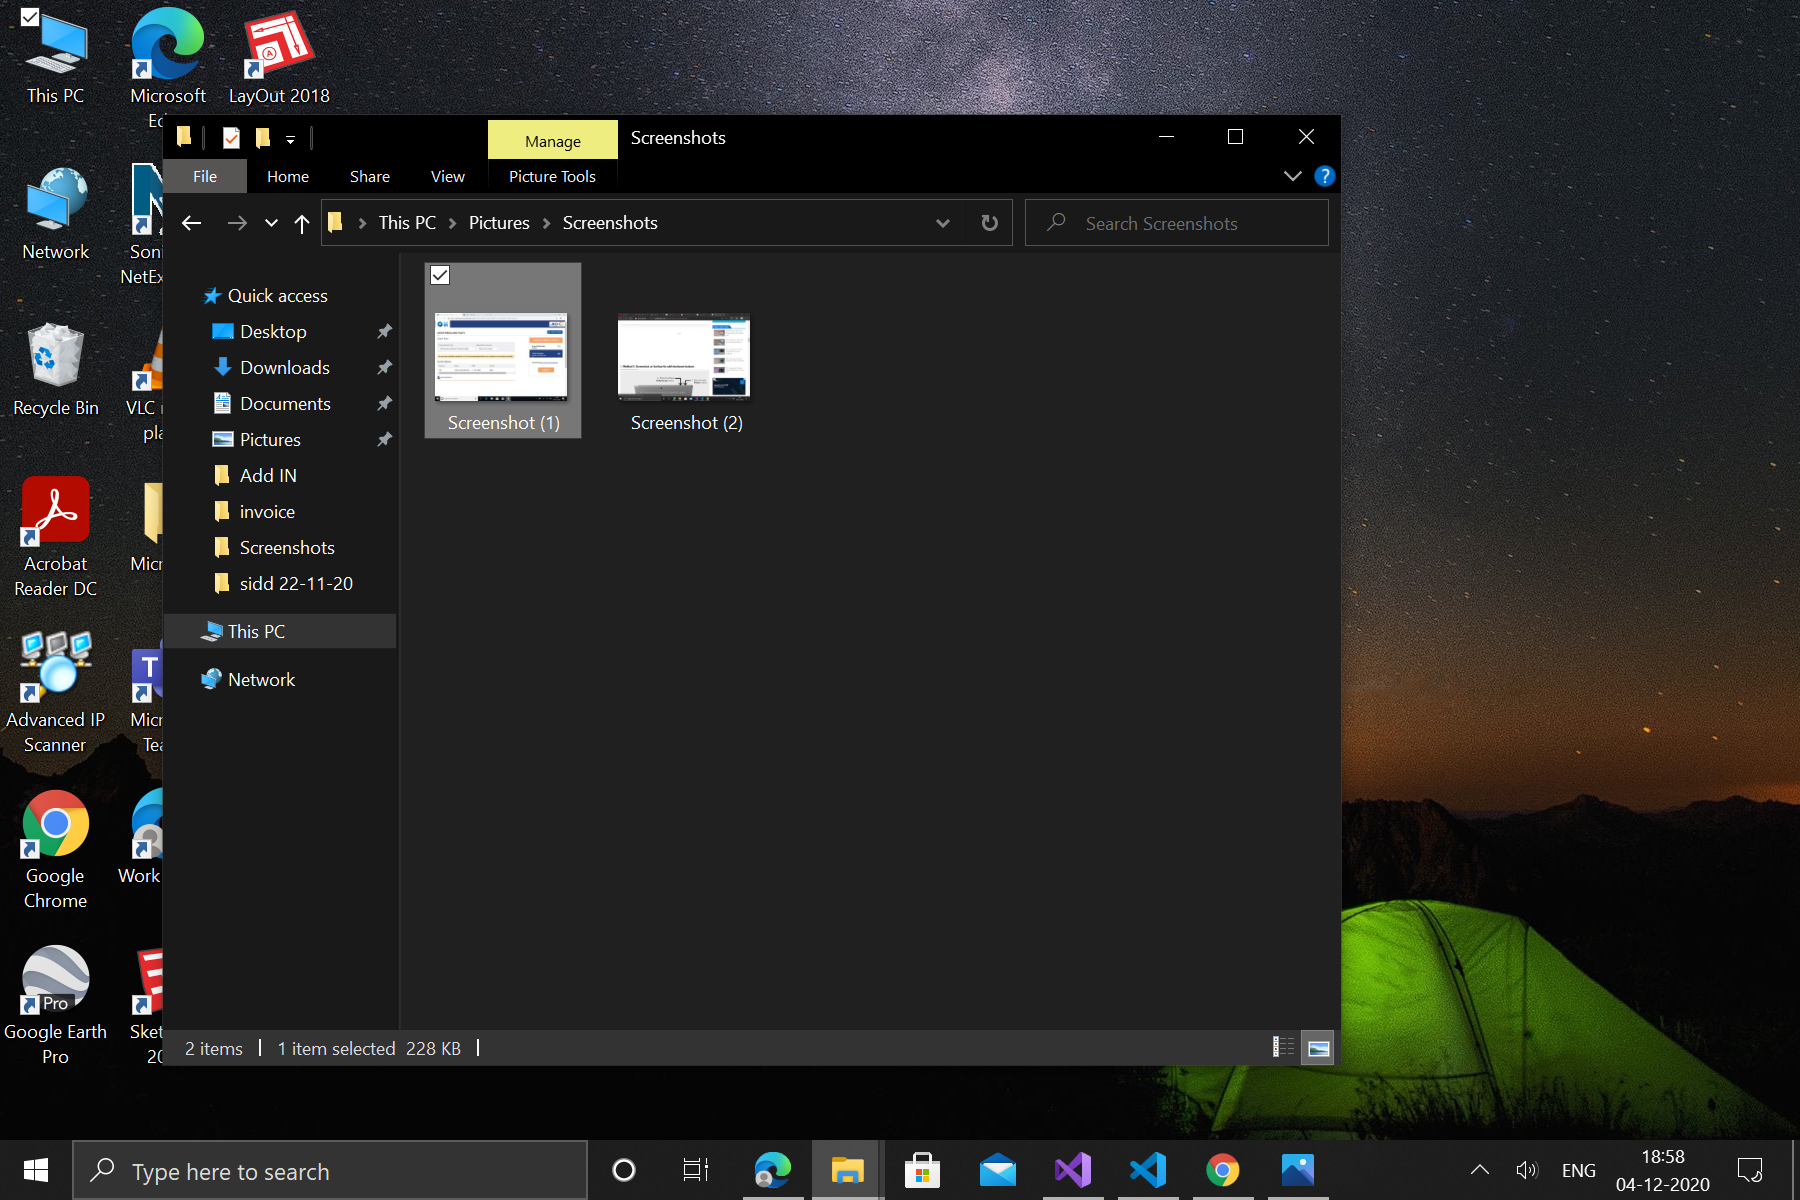 This PC
Microsoft
LayOut 2018
Manage
Screenshots
File
Home
Share
View
Picture Tools
?
This PC
Pictures
Screenshots
Search Screenshots
Network
Soni
NetEx
Quick access
Desktop
Downloads
Documents
Pictures
Add IN
invoice
Screenshots
sidd 22-11-20
This PC
Network
Screenshot (1)
Screenshot (2)
Recycle Bin
VLC
pla
Acrobat
Reader DC
Micr
Advanced IP
Scanner
T
Micr
Tea
Google
Chrome
Work
Pro
Google Earth
Pro
Sket
20
2 items
1 item selected 228 KB
Type here to search
ENG
18:58
04-12-2020